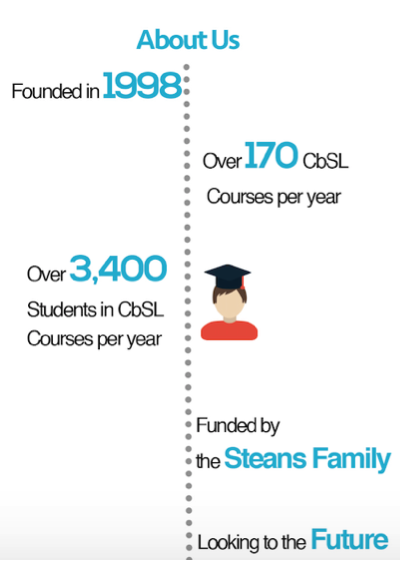 About Us
Founded in 1998
Over 170 CbSL
Courses per year
Over 3,400
Students in CbSL
Courses per year
Funded by
the Steans Family
Looking to the Future